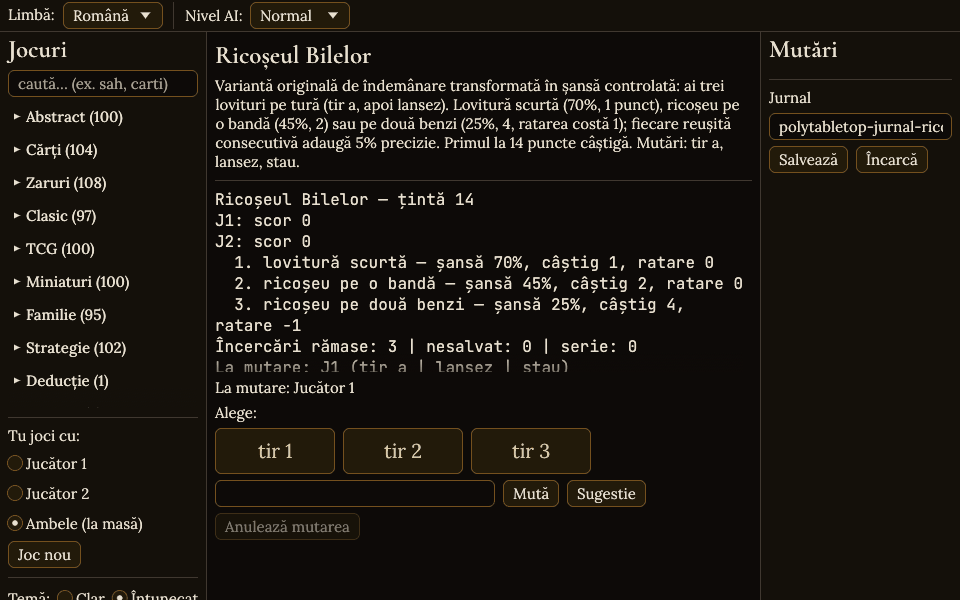 Limbă: Română ▼ Nivel AI: Normal ▼
Jocuri
caută... (ex. sah, carti)
▸ Abstract (100)
▸ Cărți (104)
▸ Zaruri (108)
▸ Clasic (97)
▸ TCG (100)
▸ Miniaturi (100)
▸ Familie (95)
▸ Strategie (102)
▸ Deducție (1)
Tu joci cu:
Jucător 1
Jucător 2
Ambele (la masă)
Joc nou
Temă: Clar Întunecat
Ricoșeul Bilelor
Variantă originală de îndemânare transformată în șansă controlată: ai trei
lovituri pe tură (tir a, apoi lansez). Lovitură scurtă (70%, 1 punct), ricoșeu pe
o bandă (45%, 2) sau pe două benzi (25%, 4, ratarea costă 1); fiecare reușită
consecutivă adaugă 5% precizie. Primul la 14 puncte câștigă. Mutări: tir a,
lansez, stau.
Ricoșeul Bilelor — țintă 14
J1: scor 0
J2: scor 0
1. lovitură scurtă — șansă 70%, câștig 1, ratare 0
2. ricoșeu pe o bandă — șansă 45%, câștig 2, ratare 0
3. ricoșeu pe două benzi — șansă 25%, câștig 4,
ratare -1
Încercări rămase: 3 | nesalvat: 0 | serie: 0
La mutare: J1 (tir a | lansez | stau)
La mutare: Jucător 1
Alege:
tir 1 tir 2 tir 3
Mută Sugestie
Anulează mutarea
Mutări
Jurnal
polytabletop-jurnal-rico
Salvează Încarcă